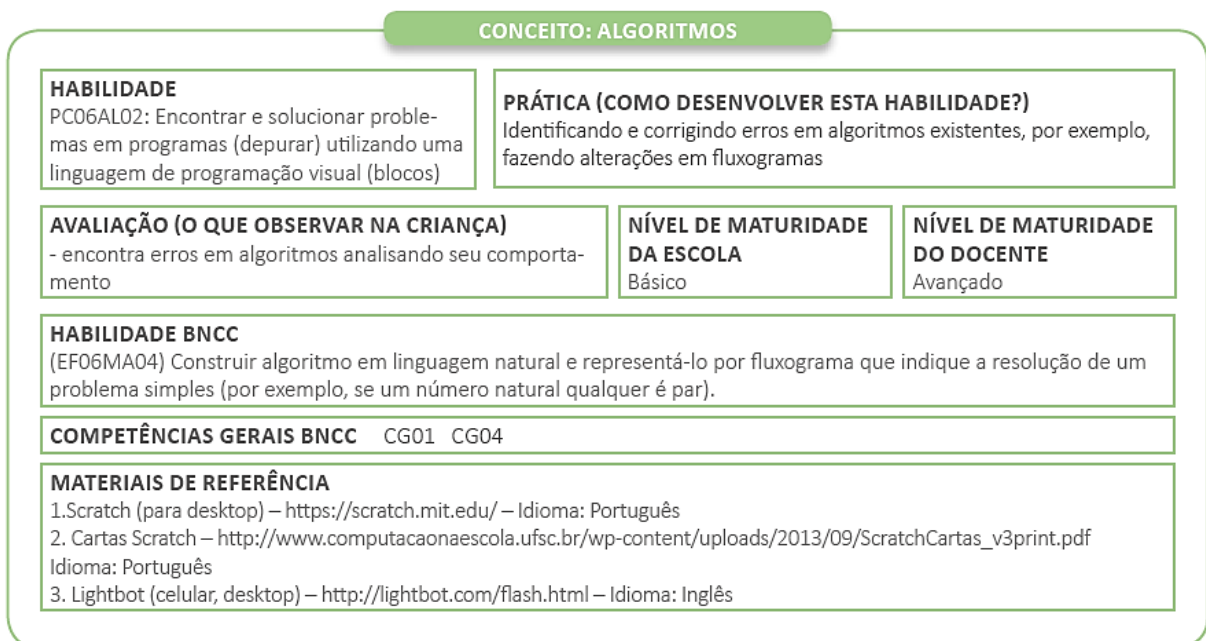 CONCEITO: ALGORITMOS
HABILIDADE
PC06AL02: Encontrar e solucionar proble-
mas em programas (depurar) utilizando uma
linguagem de programação visual (blocos)
PRÁTICA (COMO DESENVOLVER ESTA HABILIDADE?)
Identificando e corrigindo erros em algoritmos existentes, por exemplo,
fazendo alterações em fluxogramas
AVALIAÇÃO (O QUE OBSERVAR NA CRIANÇA)
- encontra erros em algoritmos analisando seu comporta-
mento
NÍVEL DE MATURIDADE
DA ESCOLA
Básico
NÍVEL DE MATURIDADE
DO DOCENTE
Avançado
HABILIDADE BNCC
(EF06MA04) Construir algoritmo em linguagem natural e representá-lo por fluxograma que indique a resolução de um
problema simples (por exemplo, se um número natural qualquer é par).
COMPETÊNCIAS GERAIS BNCC CG01 CG04
MATERIAIS DE REFERÊNCIA
1.Scratch (para desktop) – https://scratch.mit.edu/ – Idioma: Português
2. Cartas Scratch – http://www.computacaonaescola.ufsc.br/wp-content/uploads/2013/09/ScratchCartas_v3print.pdf
Idioma: Português
3. Lightbot (celular, desktop) – http://lightbot.com/flash.html – Idioma: Inglês